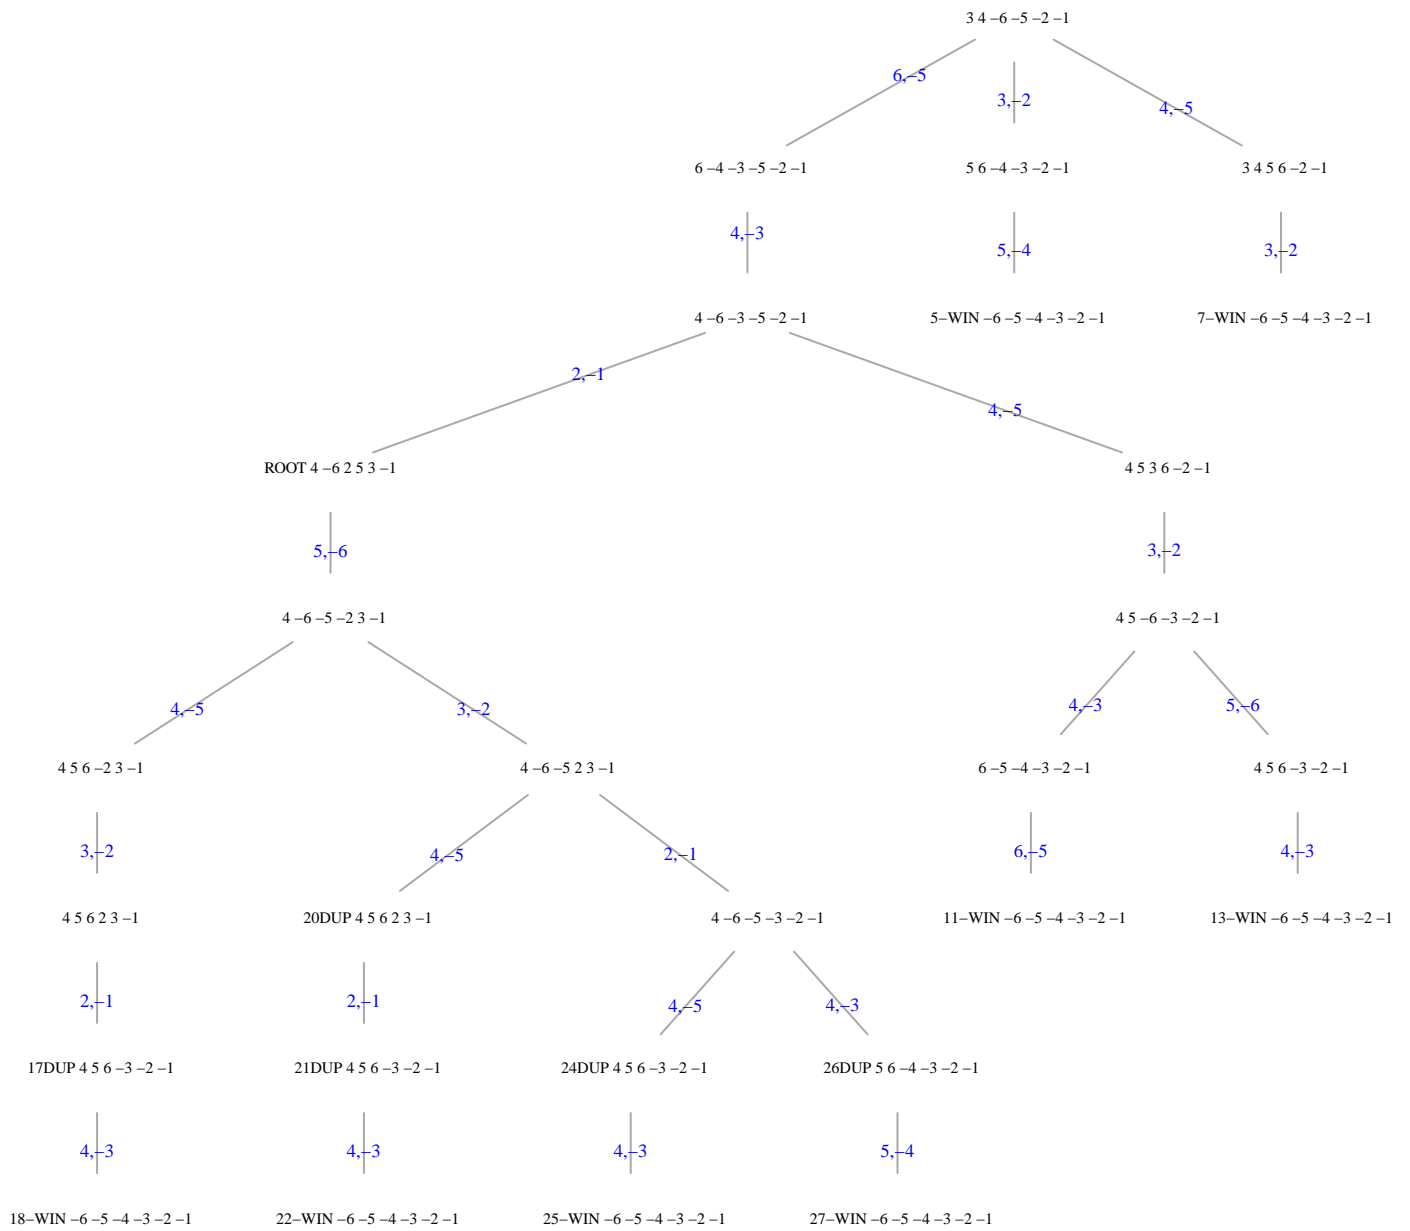 3 4 −6 −5 −2 −1
6,−5
3,−2
4,−5
6 −4 −3 −5 −2 −1
5 6 −4 −3 −2 −1
3 4 5 6 −2 −1
4,−3
5,−4
3,−2
4 −6 −3 −5 −2 −1
5−WIN −6 −5 −4 −3 −2 −1
7−WIN −6 −5 −4 −3 −2 −1
2,−1
4,−5
ROOT 4 −6 2 5 3 −1
4 5 3 6 −2 −1
5,−6
3,−2
4 −6 −5 −2 3 −1
4 5 −6 −3 −2 −1
4,−5
3,−2
4,−3
5,−6
4 5 6 −2 3 −1
4 −6 −5 2 3 −1
6 −5 −4 −3 −2 −1
4 5 6 −3 −2 −1
3,−2
4,−5
2,−1
6,−5
4,−3
4 5 6 2 3 −1
20DUP 4 5 6 2 3 −1
4 −6 −5 −3 −2 −1
11−WIN −6 −5 −4 −3 −2 −1
13−WIN −6 −5 −4 −3 −2 −1
2,−1
2,−1
4,−5
4,−3
17DUP 4 5 6 −3 −2 −1
21DUP 4 5 6 −3 −2 −1
24DUP 4 5 6 −3 −2 −1
26DUP 5 6 −4 −3 −2 −1
4,−3
4,−3
4,−3
5,−4
18−WIN −6 −5 −4 −3 −2 −1
22−WIN −6 −5 −4 −3 −2 −1
25−WIN −6 −5 −4 −3 −2 −1
27−WIN −6 −5 −4 −3 −2 −1